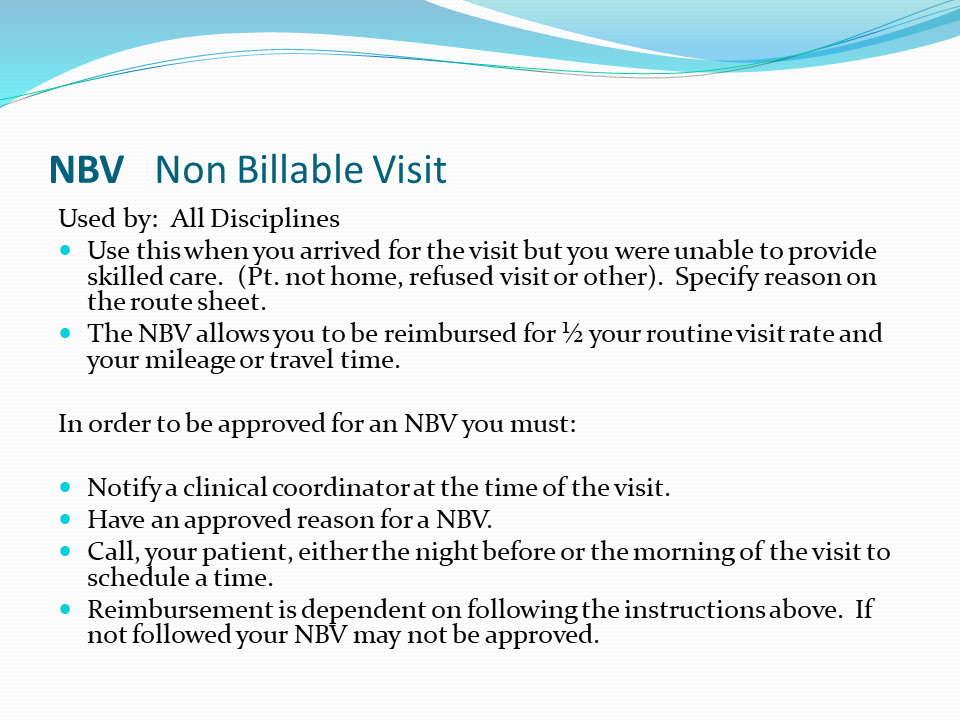 NBV Non Billable Visit
Used by: All Disciplines
• Use this when you arrived for the visit but you were unable to provide
skilled care. (Pt. not home, refused visit or other). Specify reason on
the route sheet.
• The NBV allows you to be reimbursed for ½ your routine visit rate and
your mileage or travel time.
In order to be approved for an NBV you must:
• Notify a clinical coordinator at the time of the visit.
• Have an approved reason for a NBV.
• Call, your patient, either the night before or the morning of the visit to
schedule a time.
• Reimbursement is dependent on following the instructions above. If
not followed your NBV may not be approved.